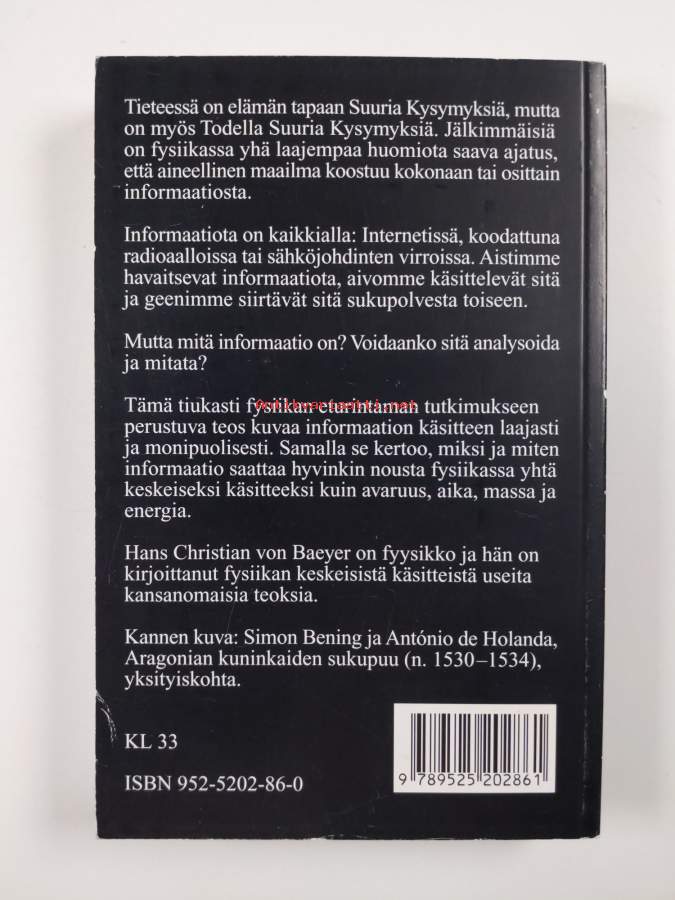 Tieteessä on elämän tapaan Suuria Kysymyksiä, mutta
on myös Todella Suuria Kysymyksiä. Jälkimmäisiä
on fysiikassa yhä laajempaa huomiota saava ajatus,
että aineellinen maailma koostuu kokonaan tai osittain
informaatiosta.
Informaatiota on kaikkialla: Internetissä, koodattuna
radioaalloissa tai sähköjohdinten virroissa. Aistimme
havaitsevat informaatiota, aivomme käsittelevät sitä
ja geenimme siirtävät sitä sukupolvesta toiseen.
Mutta mitä informaatio on? Voidaanko sitä analysoida
ja mitata?
Antikvariaatti.net
Tämä tiukasti fysiikan eturintaman tutkimukseen
perustuva teos kuvaa informaation käsitteen laajasti
ja monipuolisesti. Samalla se kertoo, miksi ja miten
informaatio saattaa hyvinkin nousta fysiikassa yhtä
keskeiseksi käsitteeksi kuin avaruus, aika, massa ja
energia.
Hans Christian von Baeyer on fyysikko ja hän on
kirjoittanut fysiikan keskeisistä käsitteistä useita
kansanomaisia teoksia.
Kannen kuva: Simon Bening ja António de Holanda,
Aragonian kuninkaiden sukupuu (n. 1530–1534),
yksityiskohta.
KL 33
ISBN 952-5202-86-0
9 789525 202861